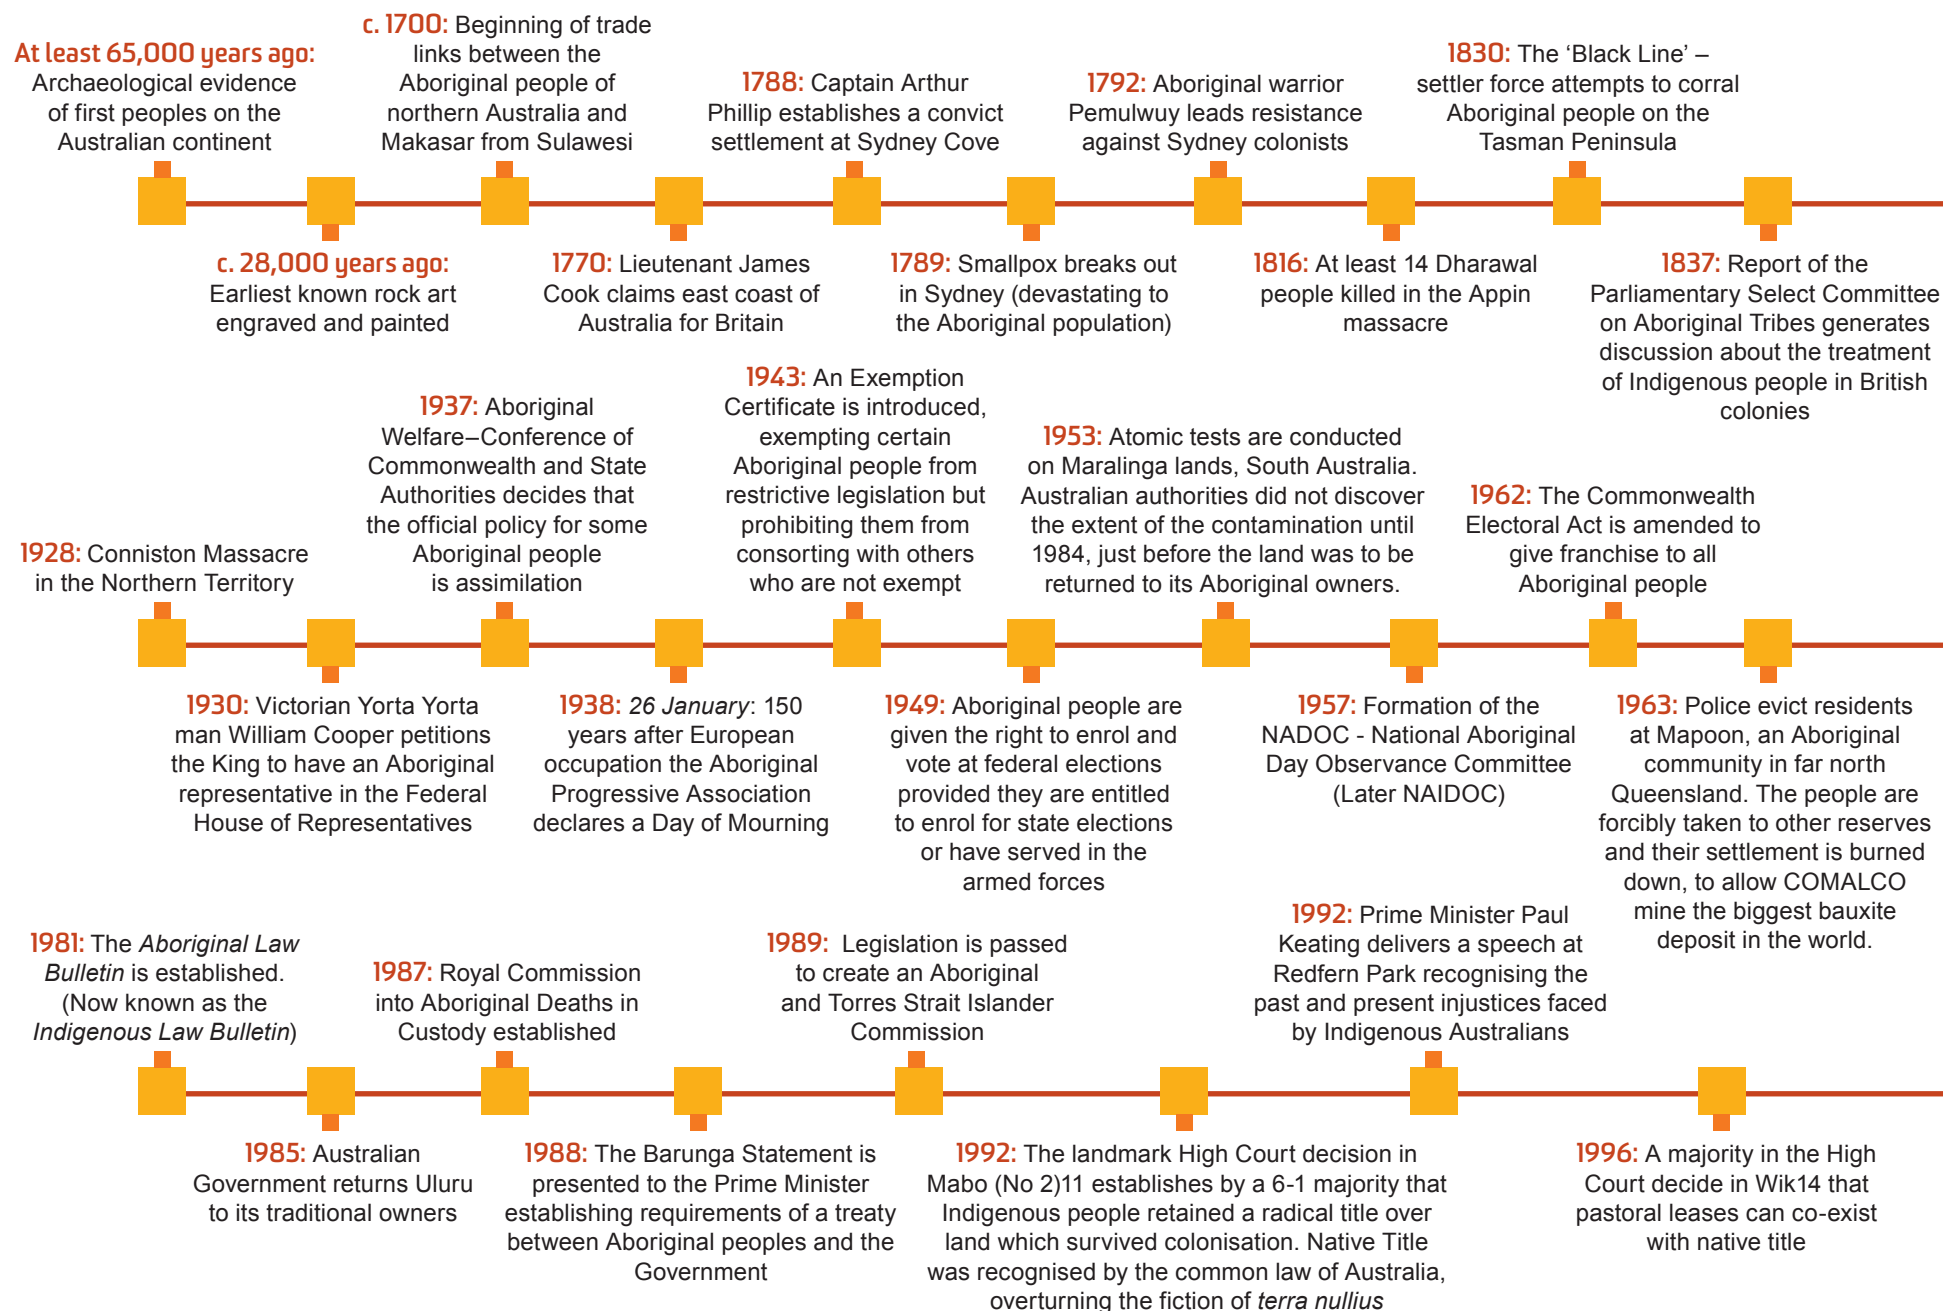 At least 65,000 years ago:
Archaeological evidence
of first peoples on the
Australian continent
c. 28,000 years ago:
Earliest known rock art
engraved and painted
c. 1700: Beginning of trade
links between the
Aboriginal people of
northern Australia and
Makasar from Sulawesi
1770: Lieutenant James
Cook claims east coast of
Australia for Britain
1788: Captain Arthur
Phillip establishes a convict
settlement at Sydney Cove
1789: Smallpox breaks out
in Sydney (devastating to
the Aboriginal population)
1792: Aboriginal warrior
Pemulwuy leads resistance
against Sydney colonists
1816: At least 14 Dharawal
people killed in the Appin
massacre
1830: The ‘Black Line’ –
settler force attempts to corral
Aboriginal people on the
Tasman Peninsula
1837: Report of the
Parliamentary Select Committee
on Aboriginal Tribes generates
discussion about the treatment
of Indigenous people in British
colonies
1928: Conniston Massacre
in the Northern Territory
1930: Victorian Yorta Yorta
man William Cooper petitions
the King to have an Aboriginal
representative in the Federal
House of Representatives
1937: Aboriginal
Welfare–Conference of
Commonwealth and State
Authorities decides that
the official policy for some
Aboriginal people
is assimilation
1938: 26 January: 150
years after European
occupation the Aboriginal
Progressive Association
declares a Day of Mourning
1943: An Exemption
Certificate is introduced,
exempting certain
Aboriginal people from
restrictive legislation but
prohibiting them from
consorting with others
who are not exempt
1949: Aboriginal people are
given the right to enrol and
vote at federal elections
provided they are entitled
to enrol for state elections
or have served in the
armed forces
1953: Atomic tests are conducted
on Maralinga lands, South Australia.
Australian authorities did not discover
the extent of the contamination until
1984, just before the land was to be
returned to its Aboriginal owners.
1957: Formation of the
NADOC - National Aboriginal
Day Observance Committee
(Later NAIDOC)
1962: The Commonwealth
Electoral Act is amended to
give franchise to all
Aboriginal people
1963: Police evict residents
at Mapoon, an Aboriginal
community in far north
Queensland. The people are
forcibly taken to other reserves
and their settlement is burned
down, to allow COMALCO
mine the biggest bauxite
deposit in the world.
1981: The Aboriginal Law
Bulletin is established.
(Now known as the
Indigenous Law Bulletin)
1985: Australian
Government returns Uluru
to its traditional owners
1987: Royal Commission
into Aboriginal Deaths in
Custody established
1988: The Barunga Statement is
presented to the Prime Minister
establishing requirements of a treaty
between Aboriginal peoples and the
Government
1989: Legislation is passed
to create an Aboriginal
and Torres Strait Islander
Commission
1992: The landmark High Court decision in
Mabo (No 2)11 establishes by a 6-1 majority that
Indigenous people retained a radical title over
land which survived colonisation. Native Title
was recognised by the common law of Australia,
overturning the fiction of terra nullius
1992: Prime Minister Paul
Keating delivers a speech at
Redfern Park recognising the
past and present injustices faced
by Indigenous Australians
1996: A majority in the High
Court decide in Wik14 that
pastoral leases can co-exist
with native title